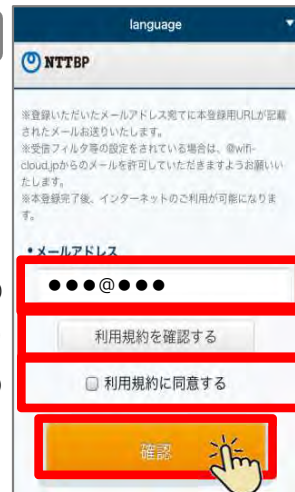 language
NTTBP
※登録いただいたメールアドレス宛てに本登録用URLが記載
されたメールお送りいたします。
※受信フィルタ等の設定をされている場合は、@wifi-
cloud.jpからのメールを許可していただきますようお願いい
たします。
※本登録完了後、インターネットのご利用が可能になりま
す。
•メールアドレス
●●●@●●●
利用規約を確認する
利用規約に同意する
確認